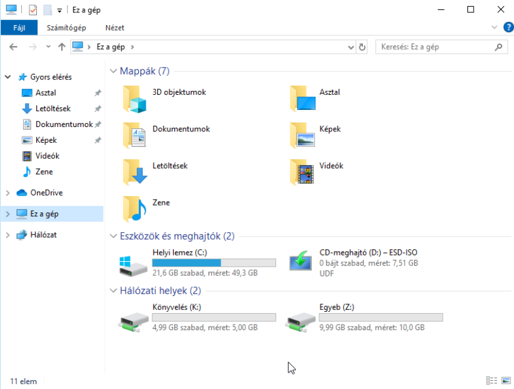 Ez a gép
Fájl
Számítógép
Nézet
Ez a gép
Keresés: Ez a gép
Gyors elérés
Asztal
Letöltések
Dokumentumok
Képek
Videók
Zene
OneDrive
Ez a gép
Hálózat
Mappák (7)
3D objektumok
Asztal
Dokumentumok
Képek
Letöltések
Videók
Zene
Eszközök és meghajtók (2)
Helyi lemez (C:)
21,6 GB szabad, méret: 49,3 GB
CD-meghajtó (D:) – ESD-ISO
0 bájt szabad, méret: 7,51 GB
UDF
Hálózati helyek (2)
Könyvelés (K:)
4,99 GB szabad, méret: 5,00 GB
Egyéb (Z:)
9,99 GB szabad, méret: 10,0 GB
11 elem